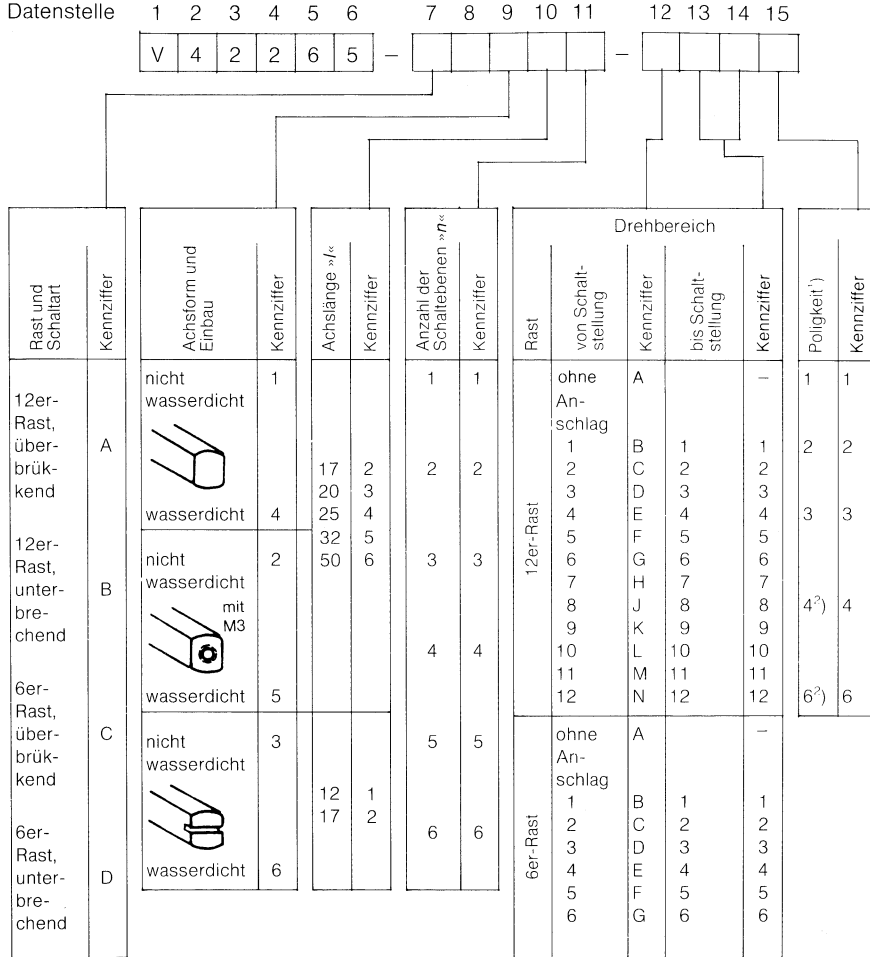 Datenstelle 1 2 3 4 5 6 7 8 9 10 11 12 13 14 15
V 4 2 2 6 5 – –
Rast und Schaltart
Kennziffer
12er-
Rast,
über-
brük-
kend
A
12er-
Rast,
unter-
bre-
chend
B
6er-
Rast,
über-
brük-
kend
C
6er-
Rast,
unter-
bre-
chend
D
Achsform und Einbau
Kennziffer
nicht 1
wasserdicht
wasserdicht 4
nicht 2
wasserdicht
mit
M3
wasserdicht 5
nicht 3
wasserdicht
wasserdicht 6
Achslänge »l«
Kennziffer
17 2
20 3
25 4
32 5
50 6
12 1
17 2
Anzahl der Schaltebenen »n«
Kennziffer
1 1
2 2
3 3
4 4
5 5
6 6
Drehbereich
Rast
von Schalt-
stellung
Kennziffer
bis Schalt-
stellung
Kennziffer
12er-Rast
ohne A –
An-
schlag
1 B 1 1
2 C 2 2
3 D 3 3
4 E 4 4
5 F 5 5
6 G 6 6
7 H 7 7
8 J 8 8
9 K 9 9
10 L 10 10
11 M 11 11
12 N 12 12
6er-Rast
ohne A –
An-
schlag
1 B 1 1
2 C 2 2
3 D 3 3
4 E 4 4
5 F 5 5
6 G 6 6
Poligkeit¹)
Kennziffer
1 1
2 2
3 3
4²) 4
6²) 6